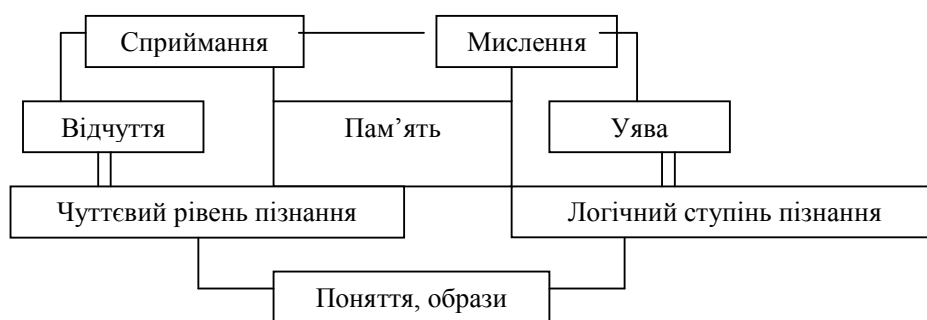 Сприймання
Мислення
Відчуття
Пам’ять
Уява
Чуттєвий рівень пізнання
Логічний ступінь пізнання
Поняття, образи